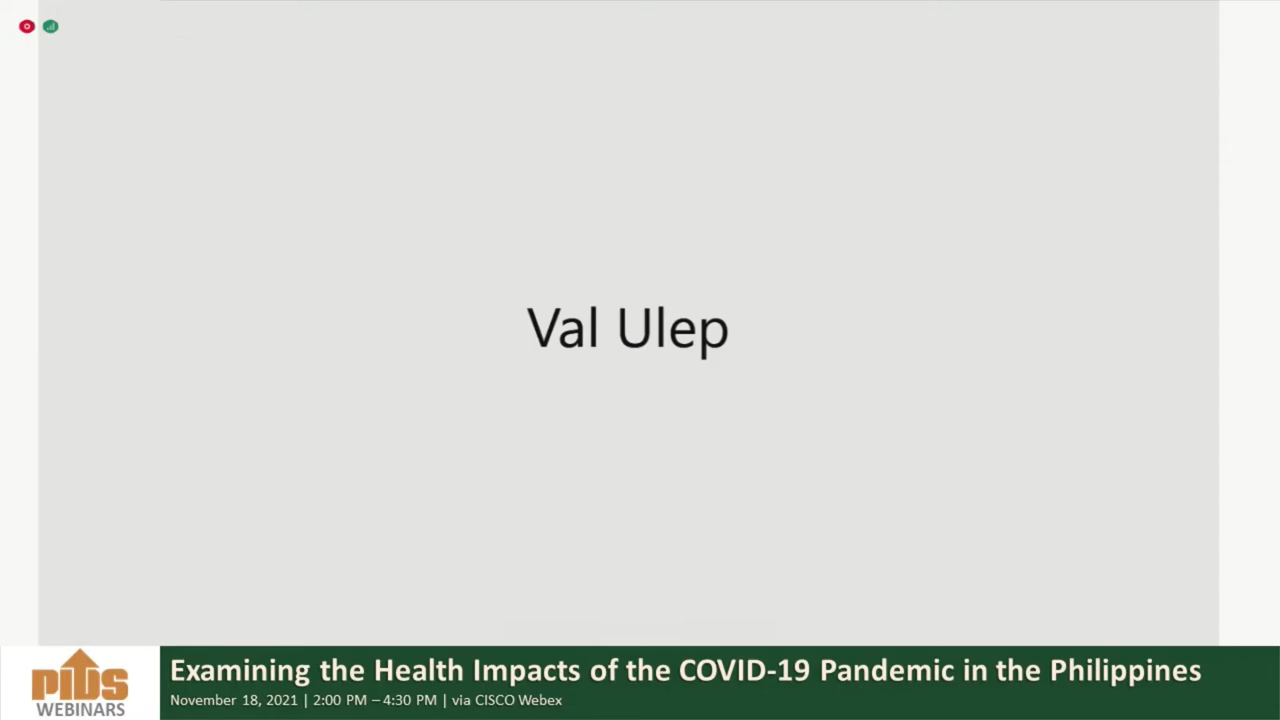 Val Ulep
PIDS
WEBINARS
Examining the Health Impacts of the COVID-19 Pandemic in the Philippines
November 18, 2021 | 2:00 PM – 4:30 PM | via CISCO Webex